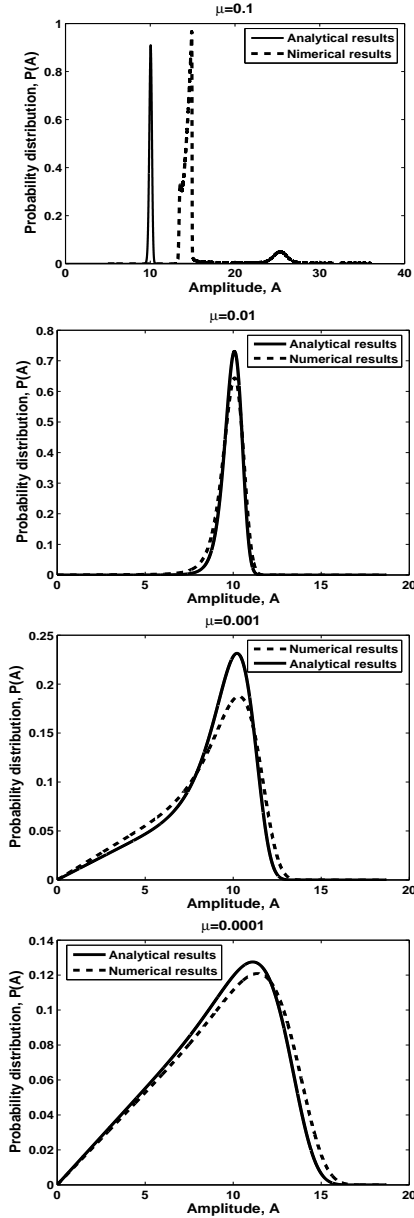 μ=0.1
Probability distribution, P(A)
1
0.8
0.6
0.4
0.2
0
Analytical results
Nimerical results
0 10 20 30 40
Amplitude, A
μ=0.01
Probability distribution, P(A)
0.8
0.7
0.6
0.5
0.4
0.3
0.2
0.1
0
Analytical results
Numerical results
0 5 10 15 20
Amplitude, A
μ=0.001
Probability distribution, P(A)
0.25
0.2
0.15
0.1
0.05
0
Numerical results
Analytical results
0 5 10 15 20
Amplitude, A
μ=0.0001
Probability distribution, P(A)
0.14
0.12
0.1
0.08
0.06
0.04
0.02
0
Analytical results
Numerical results
0 5 10 15 20
Amplitude, A